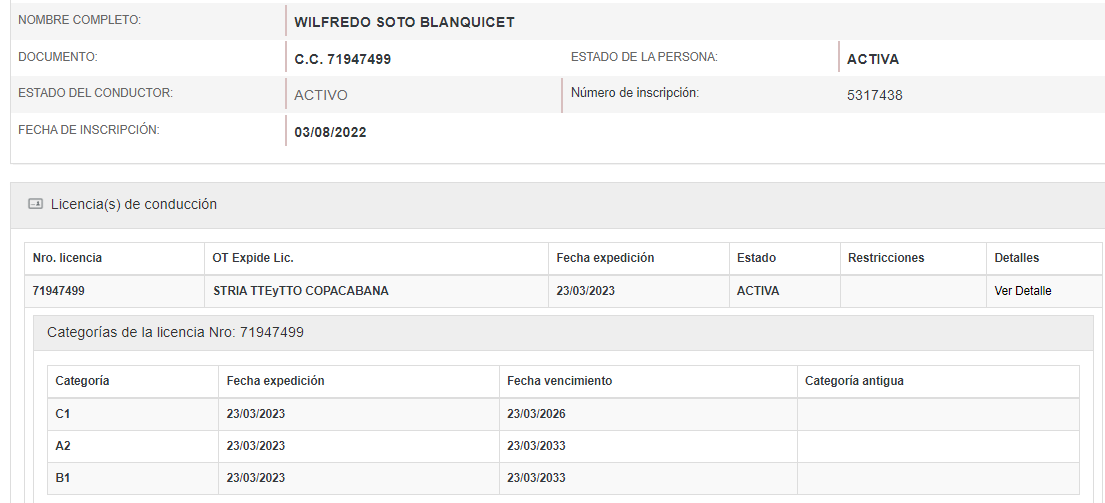 NOMBRE COMPLETO: WILFREDO SOTO BLANQUICET
DOCUMENTO: C.C. 71947499 ESTADO DE LA PERSONA: ACTIVA
ESTADO DEL CONDUCTOR: ACTIVO Número de inscripción: 5317438
FECHA DE INSCRIPCIÓN: 03/08/2022
Licencia(s) de conducción
Nro. licencia OT Expide Lic. Fecha expedición Estado Restricciones Detalles
71947499 STRIA TTEyTTO COPACABANA 23/03/2023 ACTIVA Ver Detalle
Categorías de la licencia Nro: 71947499
Categoría Fecha expedición Fecha vencimiento Categoría antigua
C1 23/03/2023 23/03/2026
A2 23/03/2023 23/03/2033
B1 23/03/2023 23/03/2033